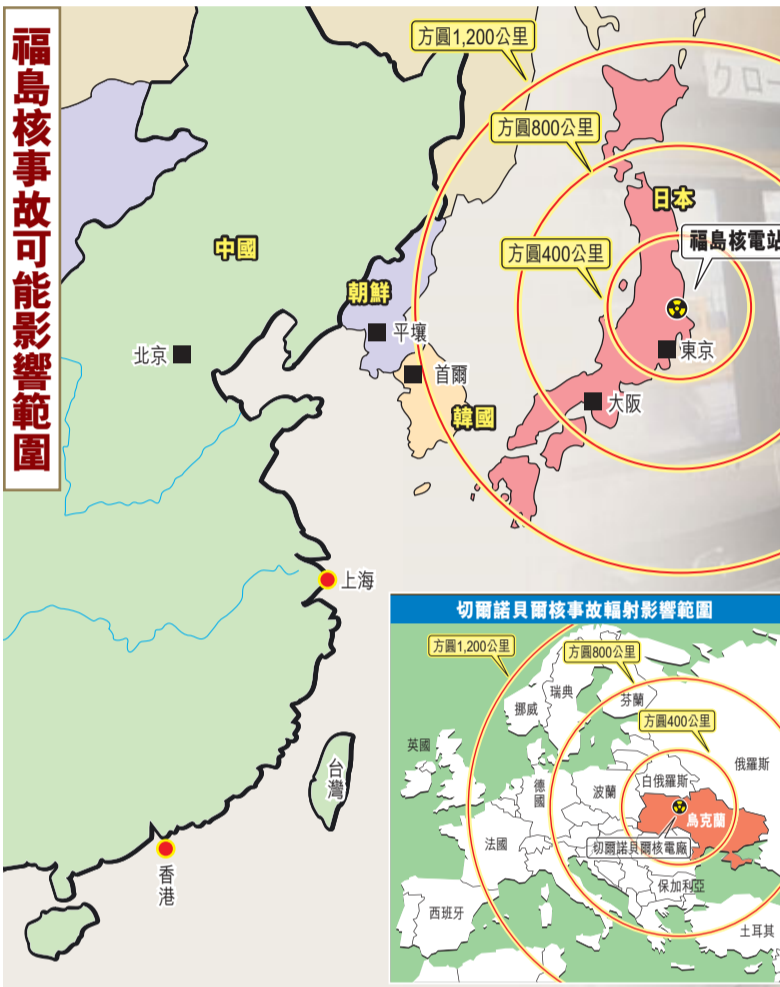 福島核事故可能影響範圍
方圓1,200公里
クロー
方圓800公里
日本
福島核電站
方圓400公里
中國
朝鮮
平壤
北京
東京
首爾
大阪
韓國
上海
台灣
香港
切爾諾貝爾核事故輻射影響範圍
方圓1,200公里
方圓800公里
瑞典
芬蘭
挪威
方圓400公里
英國
俄羅斯
白俄羅斯
德國
波蘭
烏克蘭
法國
切爾諾貝爾核電廠
保加利亞
西班牙
土耳其